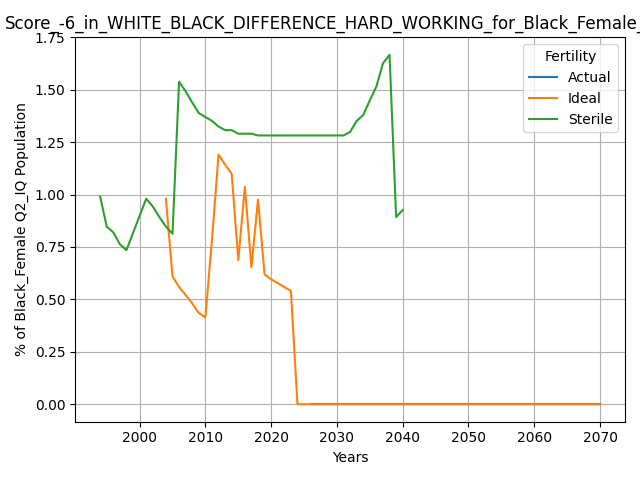 Score_-6_in_WHITE_BLACK_DIFFERENCE_HARD_WORKING_for_Black_Female_
Fertility
Actual
Ideal
Sterile
% of Black_Female Q2_IQ Population
1.75
1.50
1.25
1.00
0.75
0.50
0.25
0.00
2000 2010 2020 2030 2040 2050 2060 2070
Years